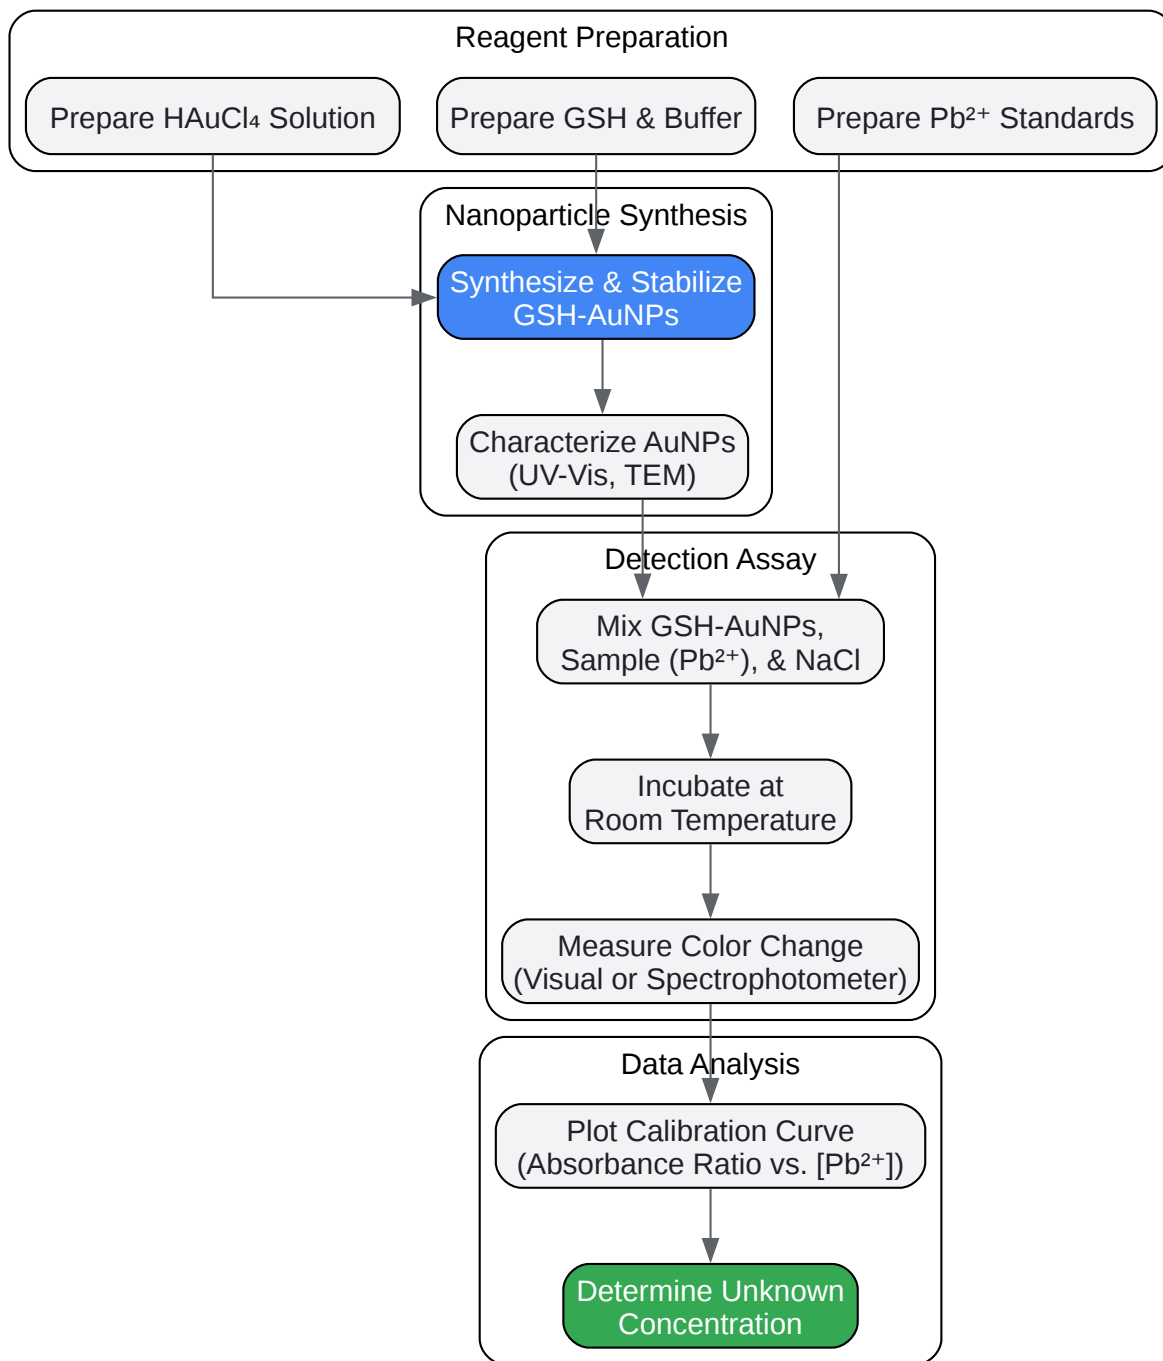 Reagent Preparation
Prepare HAuCl₄ Solution
Prepare GSH & Buffer
Prepare Pb²⁺ Standards
Nanoparticle Synthesis
Synthesize & Stabilize
GSH-AuNPs
Characterize AuNPs
(UV-Vis, TEM)
Detection Assay
Mix GSH-AuNPs,
Sample (Pb²⁺), & NaCl
Incubate at
Room Temperature
Measure Color Change
(Visual or Spectrophotometer)
Data Analysis
Plot Calibration Curve
(Absorbance Ratio vs. [Pb²⁺])
Determine Unknown
Concentration